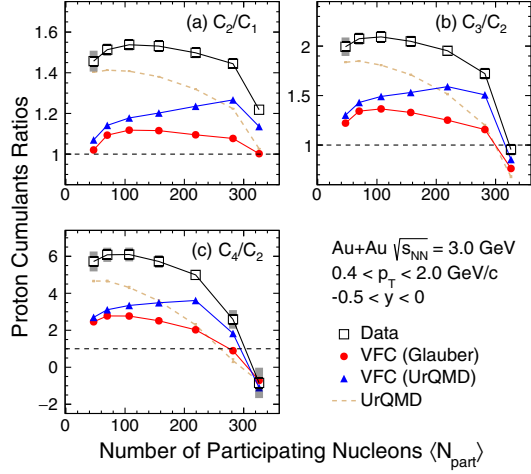 (a) C₂/C₁
1.6
1.4
1.2
1
0 100 200 300
(b) C₃/C₂
2
1.5
1
0 100 200 300
(c) C₄/C₂
6
4
2
0
−2
0 100 200 300
Proton Cumulants Ratios
Au+Au √s_NN = 3.0 GeV
0.4 < p_T < 2.0 GeV/c
-0.5 < y < 0
Data
VFC (Glauber)
VFC (UrQMD)
UrQMD
Number of Participating Nucleons ⟨N_part⟩